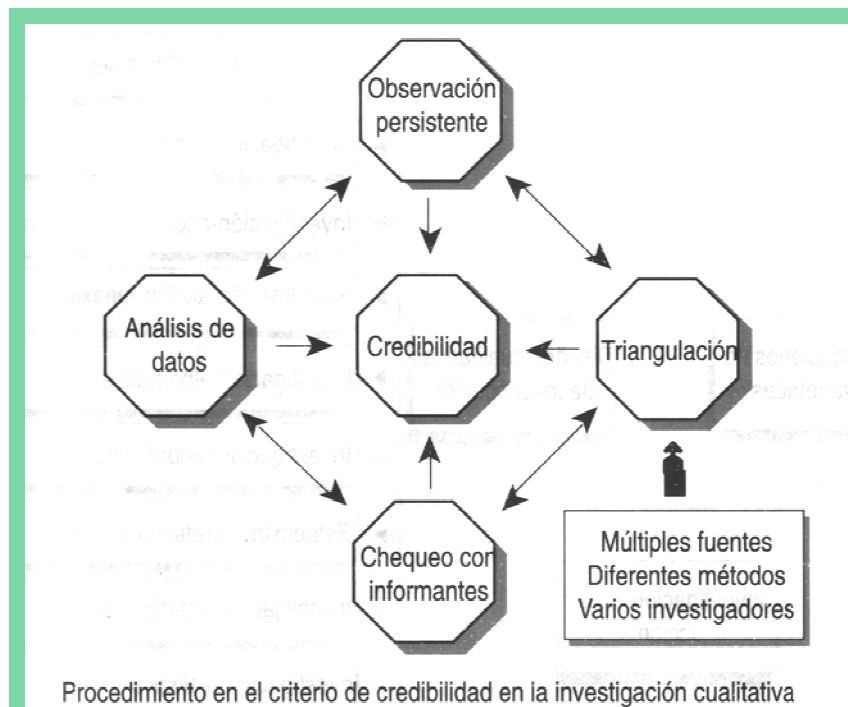 Observación
persistente
Análisis de
datos
Credibilidad
Triangulación
Chequeo con
informantes
Múltiples fuentes
Diferentes métodos
Varios investigadores
Procedimiento en el criterio de credibilidad en la investigación cualitativa